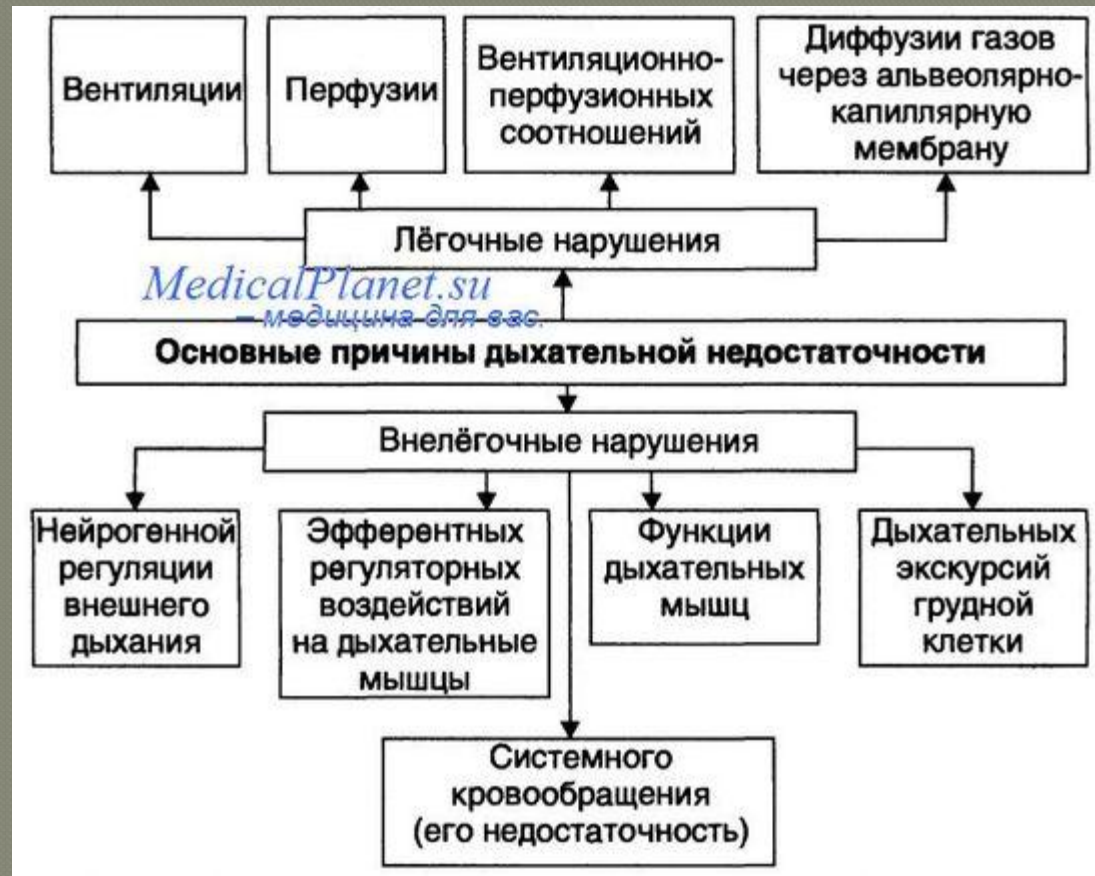 Вентиляции
Перфузии
Вентиляционно-
перфузионных
соотношений
Диффузии газов
через альвеолярно-
капиллярную
мембрану
Лёгочные нарушения
MedicalPlanet.su
– медицина для вас.
Основные причины дыхательной недостаточности
Внелёгочные нарушения
Нейрогенной
регуляции
внешнего
дыхания
Эфферентных
регуляторных
воздействий
на дыхательные
мышцы
Функции
дыхательных
мышц
Дыхательных
экскурсий
грудной
клетки
Системного
кровообращения
(его недостаточность)